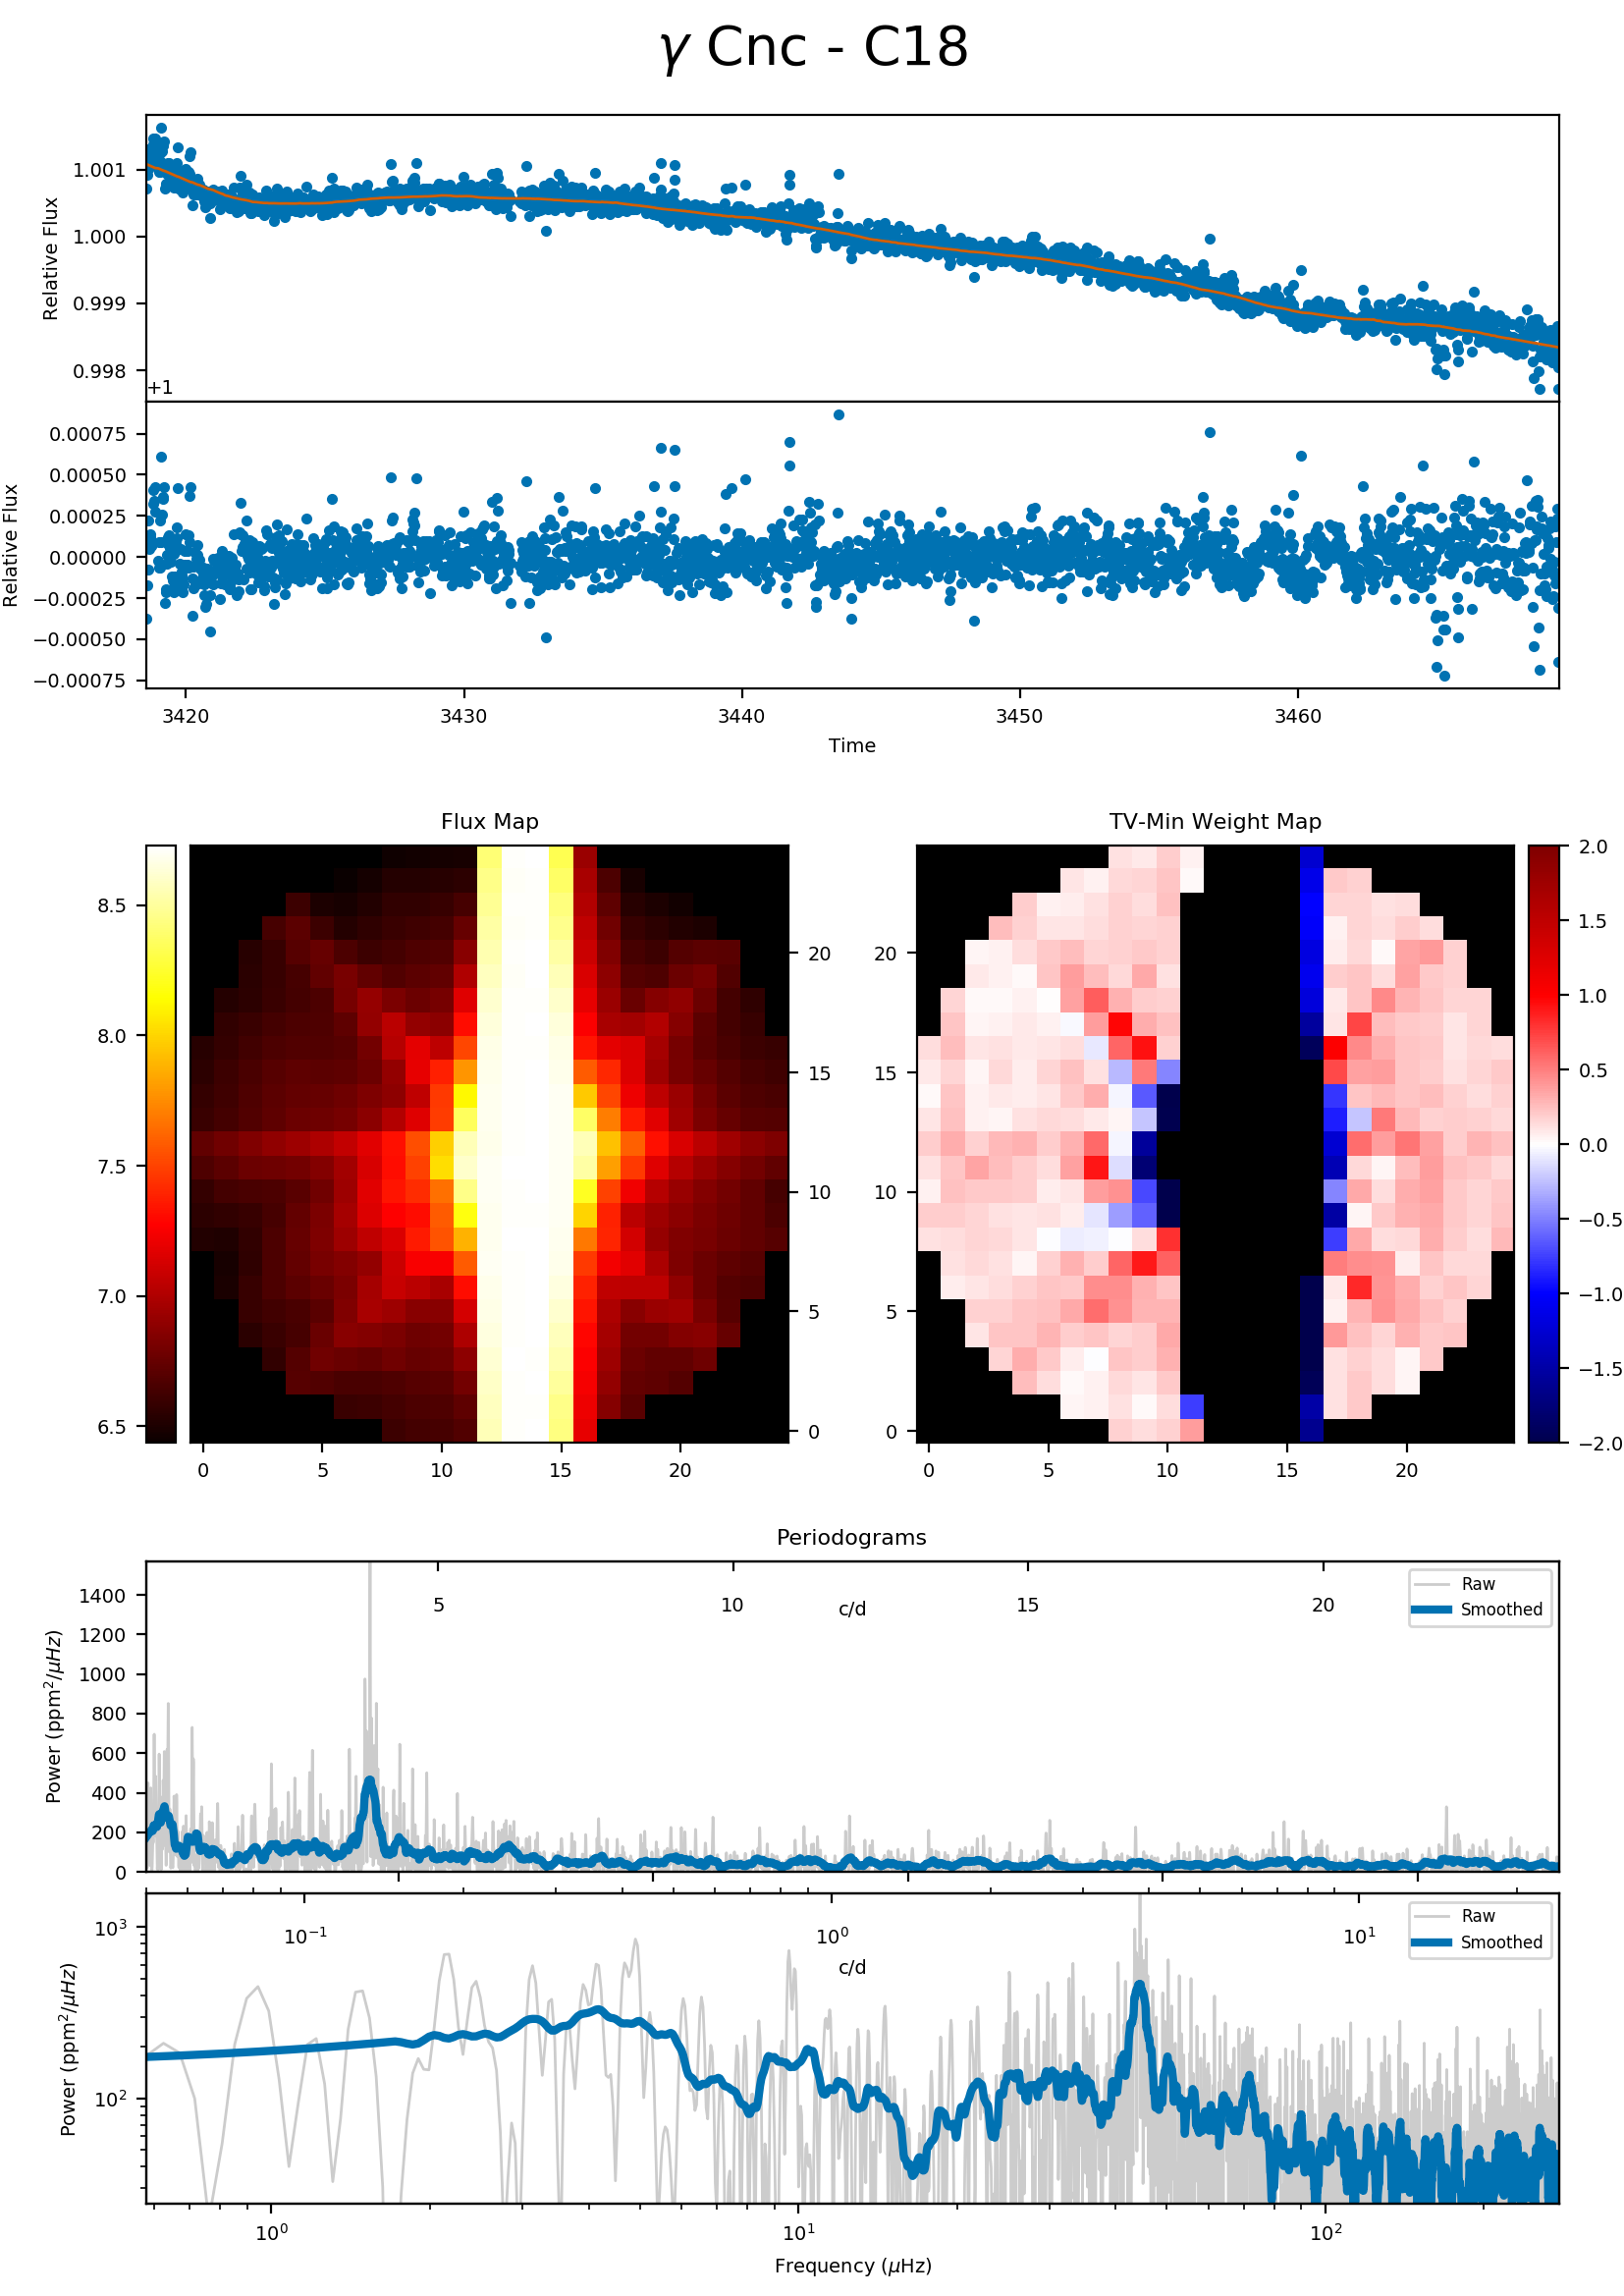 γ Cnc - C18
1.001
1.000
0.999
0.998
Relative Flux
+1
0.00075
0.00050
0.00025
0.00000
−0.00025
−0.00050
−0.00075
Relative Flux
3420 3430 3440 3450 3460
Time
Flux Map
8.5
8.0
7.5
7.0
6.5
20
15
10
5
0
0 5 10 15 20
TV-Min Weight Map
20
15
10
5
0
0 5 10 15 20
2.0
1.5
1.0
0.5
0.0
−0.5
−1.0
−1.5
−2.0
Periodograms
1400
1200
1000
800
600
400
200
0
Power (ppm²/μHz)
5 10 15 20
c/d
Raw
Smoothed
10³
10²
Power (ppm²/μHz)
10⁻¹ 10⁰ 10¹
c/d
Raw
Smoothed
10⁰ 10¹ 10²
Frequency (μHz)